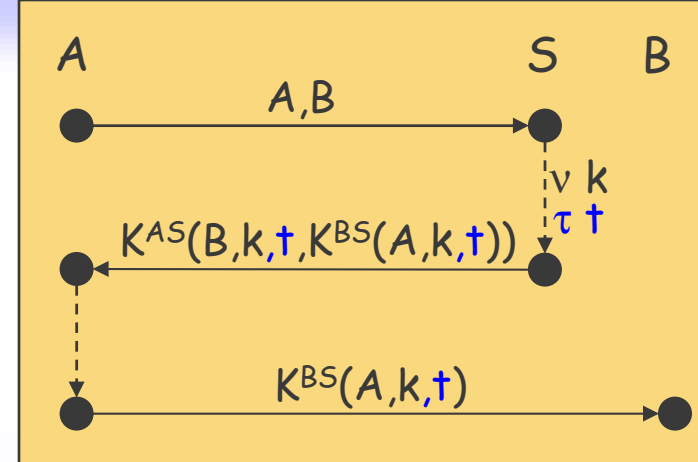 A S B
A,B
ν k
τ t
K^AS(B,k,t,K^BS(A,k,t))
K^BS(A,k,t)